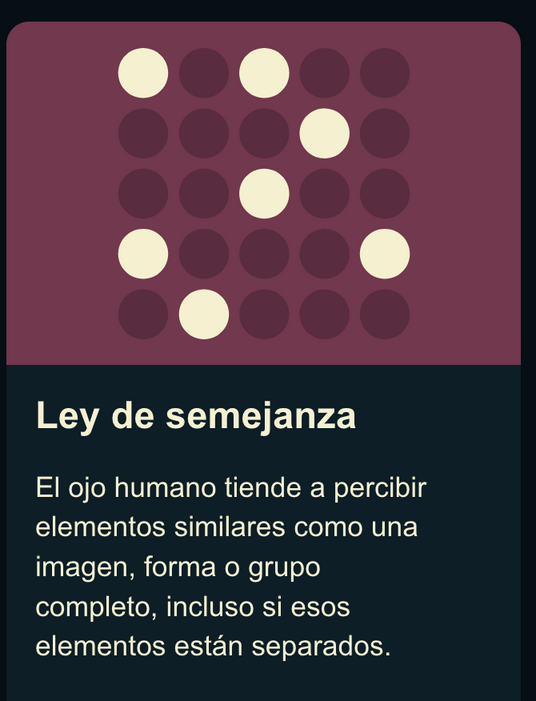 Ley de semejanza
El ojo humano tiende a percibir
elementos similares como una
imagen, forma o grupo
completo, incluso si esos
elementos están separados.